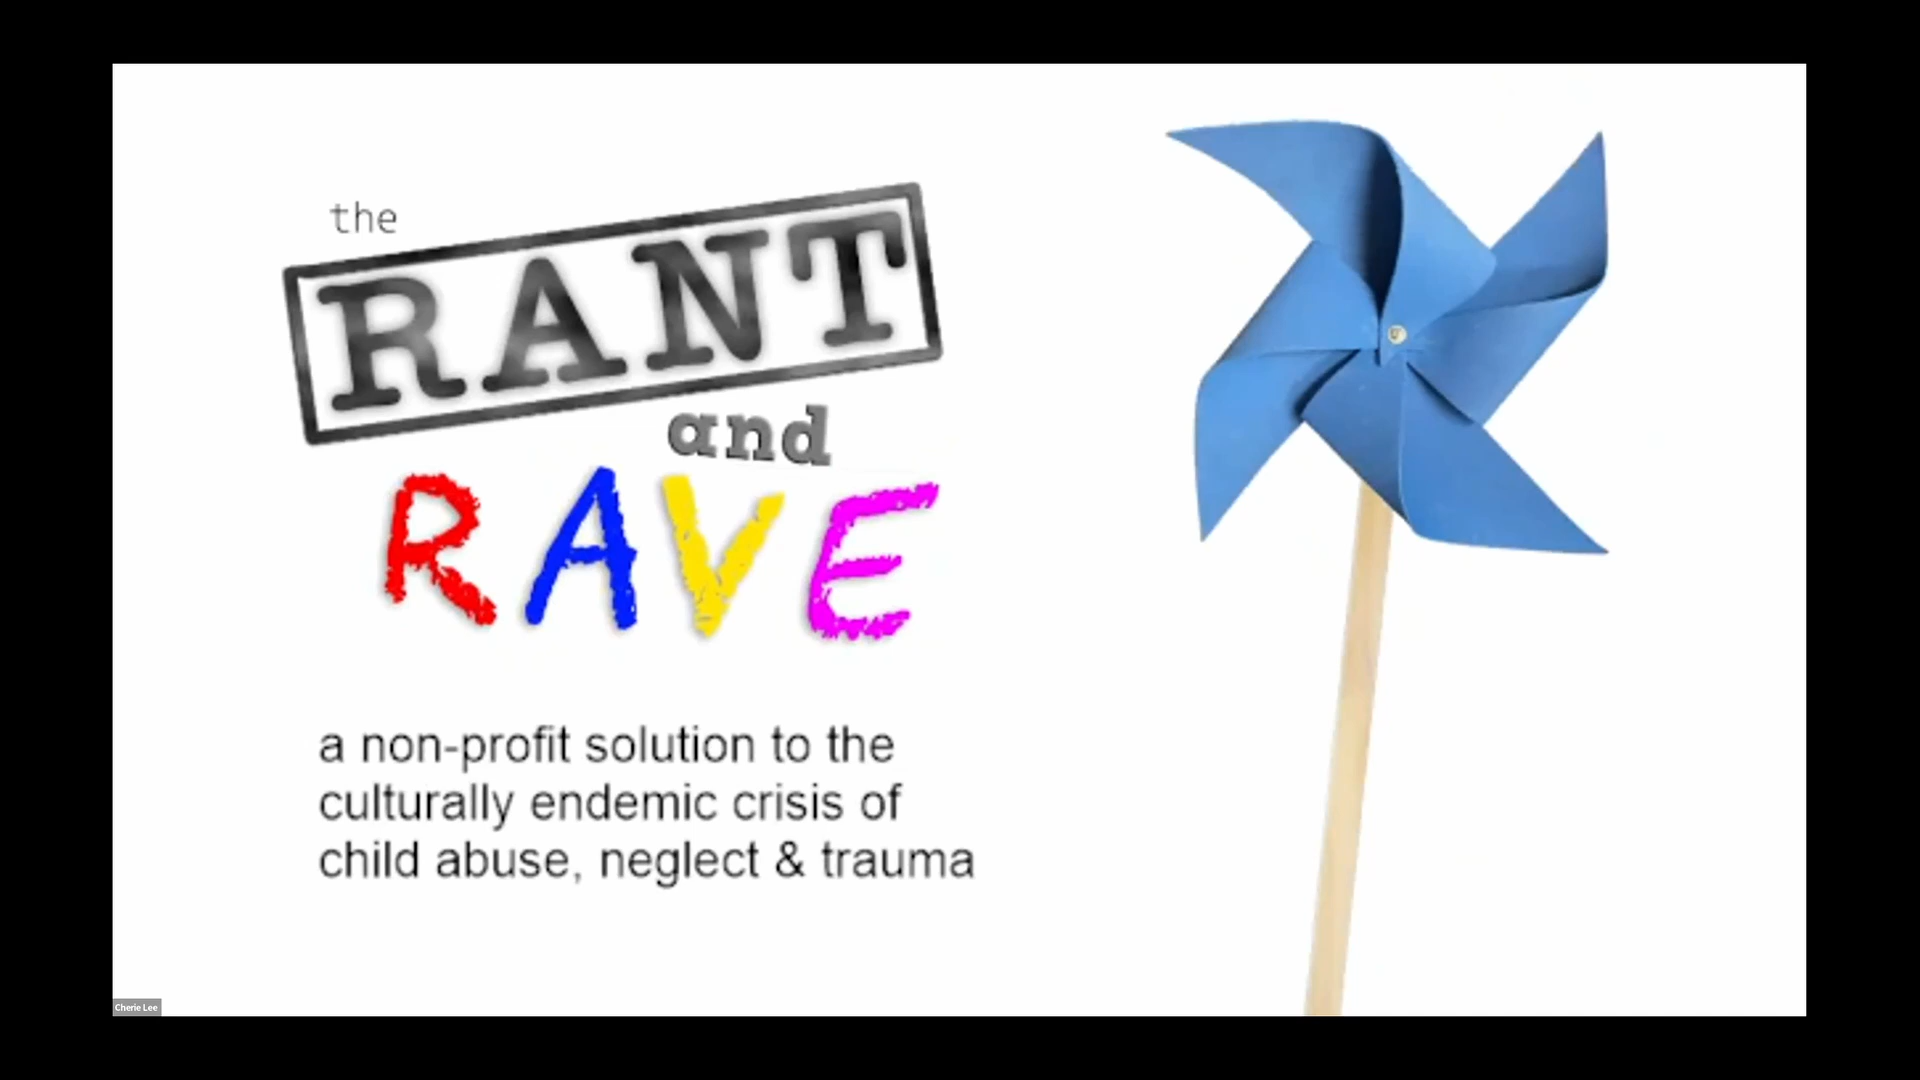 the
RANT
and
RAVE
a non-profit solution to the
culturally endemic crisis of
child abuse, neglect & trauma
Cherie Lee